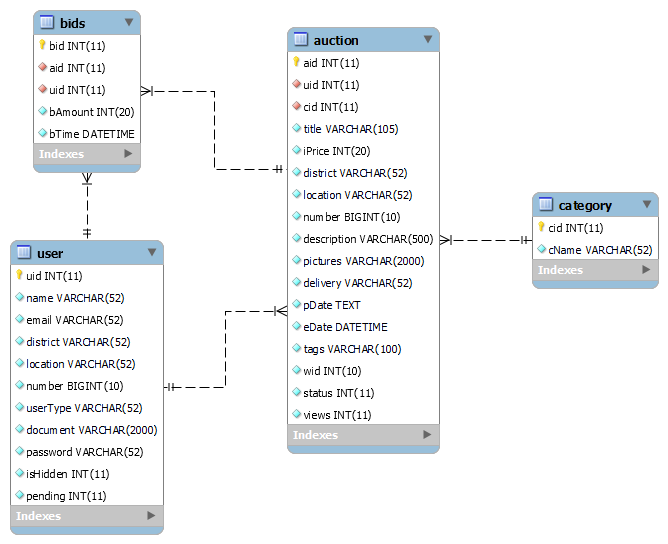 bids
bid INT(11)
aid INT(11)
uid INT(11)
bAmount INT(20)
bTime DATETIME
Indexes
auction
aid INT(11)
uid INT(11)
cid INT(11)
title VARCHAR(105)
iPrice INT(20)
district VARCHAR(52)
location VARCHAR(52)
number BIGINT(10)
description VARCHAR(500)
pictures VARCHAR(2000)
delivery VARCHAR(52)
pDate TEXT
eDate DATETIME
tags VARCHAR(100)
wid INT(10)
status INT(11)
views INT(11)
Indexes
category
cid INT(11)
cName VARCHAR(52)
Indexes
user
uid INT(11)
name VARCHAR(52)
email VARCHAR(52)
district VARCHAR(52)
location VARCHAR(52)
number BIGINT(10)
userType VARCHAR(52)
document VARCHAR(2000)
password VARCHAR(52)
isHidden INT(11)
pending INT(11)
Indexes